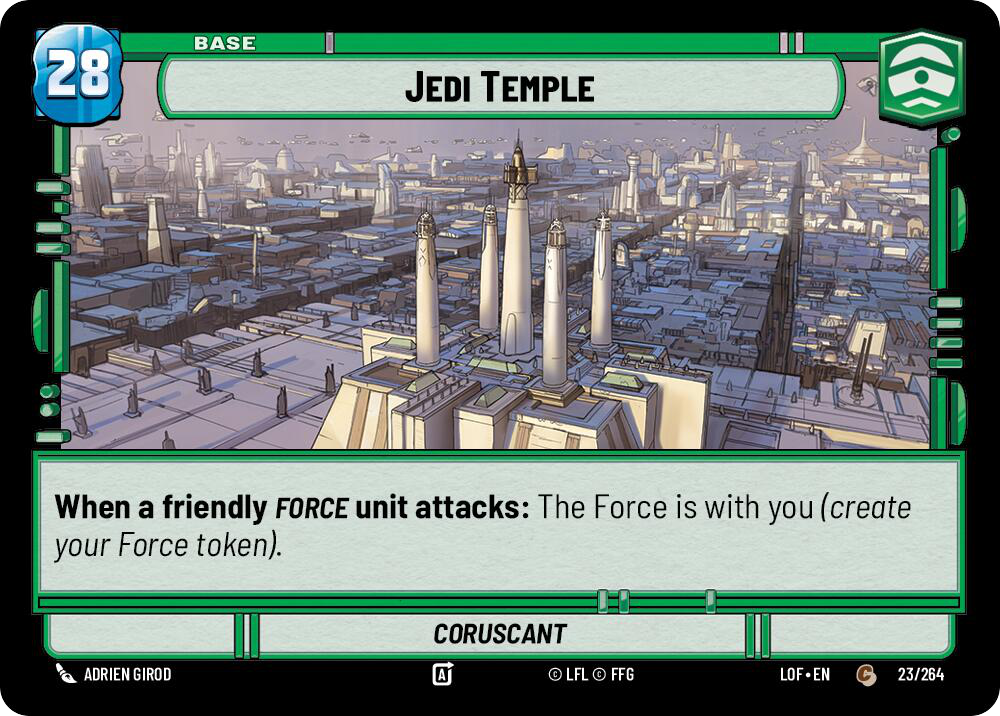 BASE
28
JEDI TEMPLE
When a friendly FORCE unit attacks: The Force is with you (create
your Force token).
CORUSCANT
ADRIEN GIROD
A
© LFL © FFG
LOF • EN
C
23/264